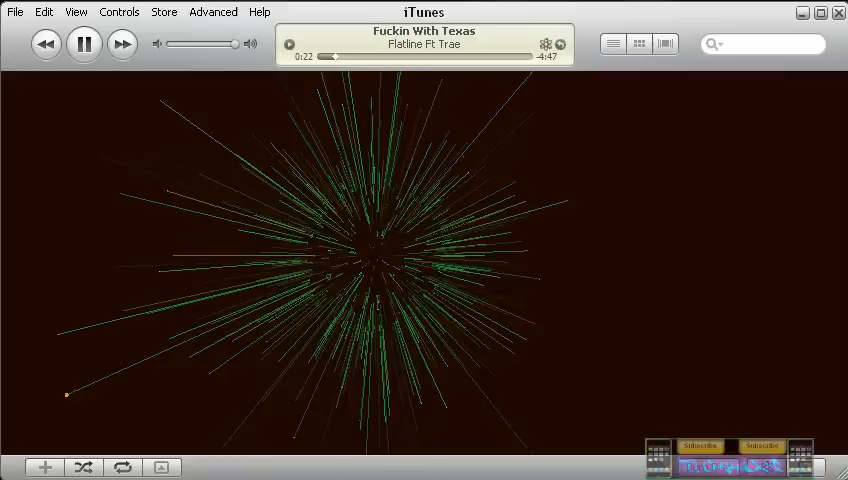 File Edit View Controls Store Advanced Help
iTunes
Fuckin With Texas
Flatline Ft Trae
0:22
-4:47
Subscribe
Subscribe